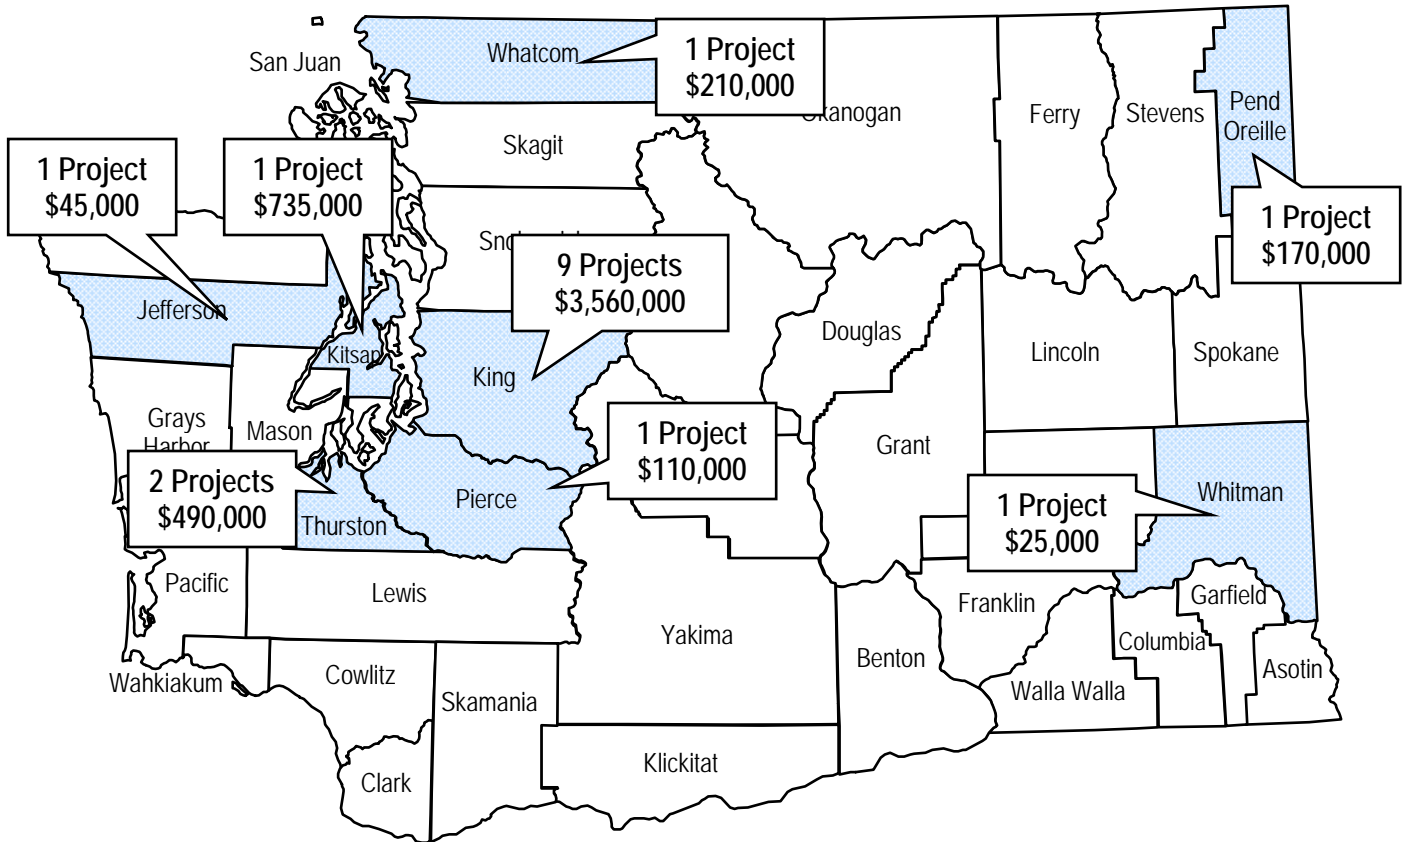 San Juan
Whatcom
1 Project
$210,000
kanogan
Ferry
Stevens
Pend
Oreille
Skagit
1 Project
$45,000
1 Project
$735,000
1 Project
$170,000
Sno
9 Projects
$3,560,000
Jefferson
Kitsap
King
Douglas
Lincoln
Spokane
Grays
Harbor
Mason
1 Project
$110,000
Grant
2 Projects
$490,000
Thurston
Pierce
1 Project
$25,000
Whitman
Pacific
Lewis
Yakima
Benton
Franklin
Garfield
Columbia
Walla Walla
Asotin
Wahkiakum
Cowlitz
Skamania
Clark
Klickitat